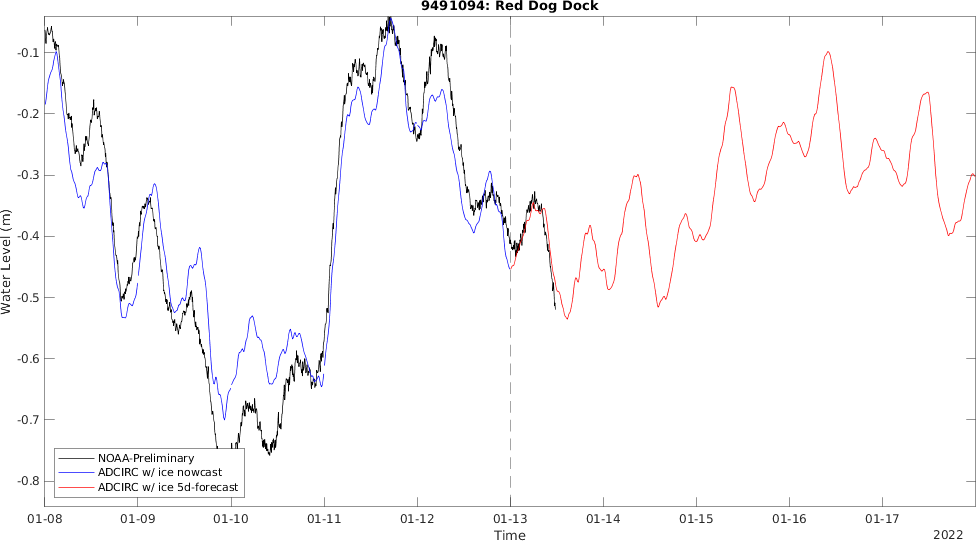 9491094: Red Dog Dock
Water Level (m)
-0.1
-0.2
-0.3
-0.4
-0.5
-0.6
-0.7
-0.8
NOAA-Preliminary
ADCIRC w/ ice nowcast
ADCIRC w/ ice 5d-forecast
01-08 01-09 01-10 01-11 01-12 01-13 01-14 01-15 01-16 01-17
Time
2022